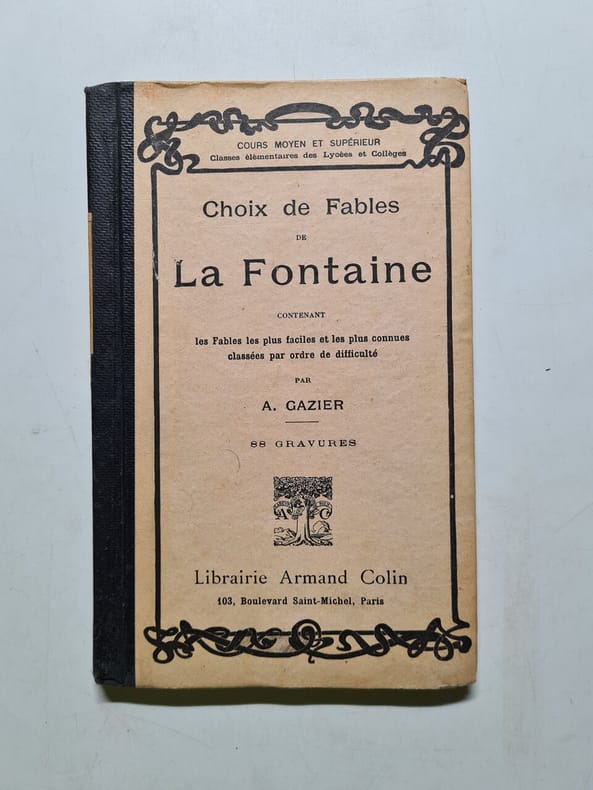 COURS MOYEN ET SUPÉRIEUR
Classes élémentaires des Lycées et Collèges
Choix de Fables
DE
La Fontaine
CONTENANT
les Fables les plus faciles et les plus connues
classées par ordre de difficulté
PAR
A. GAZIER
88 GRAVURES
A C
Librairie Armand Colin
103, Boulevard Saint-Michel, Paris